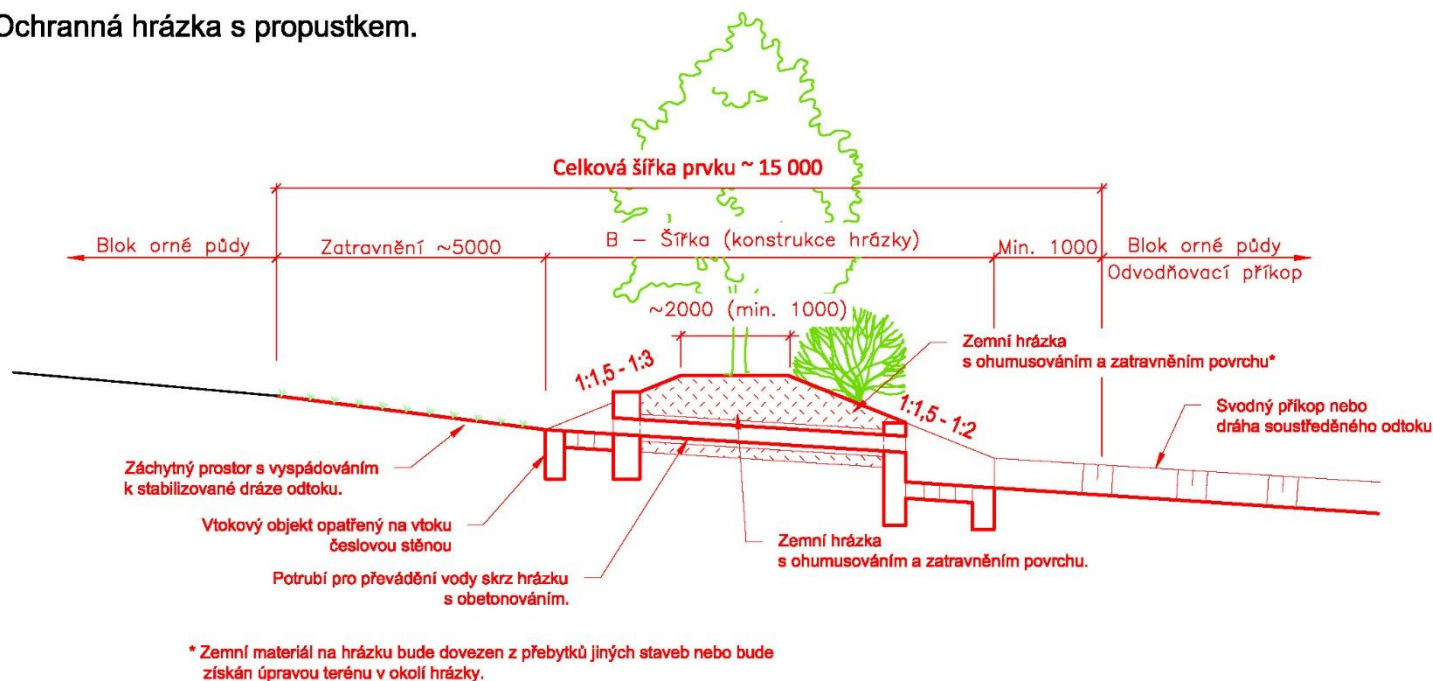 Ochranná hrázka s propustkem.
Celková šířka prvku ~ 15 000
Blok orné půdy
Zatravnění ~5000
B – Šířka (konstrukce hrázky)
Min. 1000
Blok orné půdy
Odvodňovací příkop
~2000 (min. 1000)
1:1,5 - 1:3
1:1,5 - 1:2
Zemní hrázka
s ohumusováním a zatravněním povrchu*
Svodný příkop nebo
dráha soustředěného odtoku
Záchytný prostor s vyspádováním
k stabilizované dráze odtoku.
Vtokový objekt opatřený na vtoku
česlovou stěnou
Potrubí pro převádění vody skrz hrázku
s obetonováním.
Zemní hrázka
s ohumusováním a zatravněním povrchu.
* Zemní materiál na hrázku bude dovezen z přebytků jiných staveb nebo bude
získán úpravou terénu v okolí hrázky.